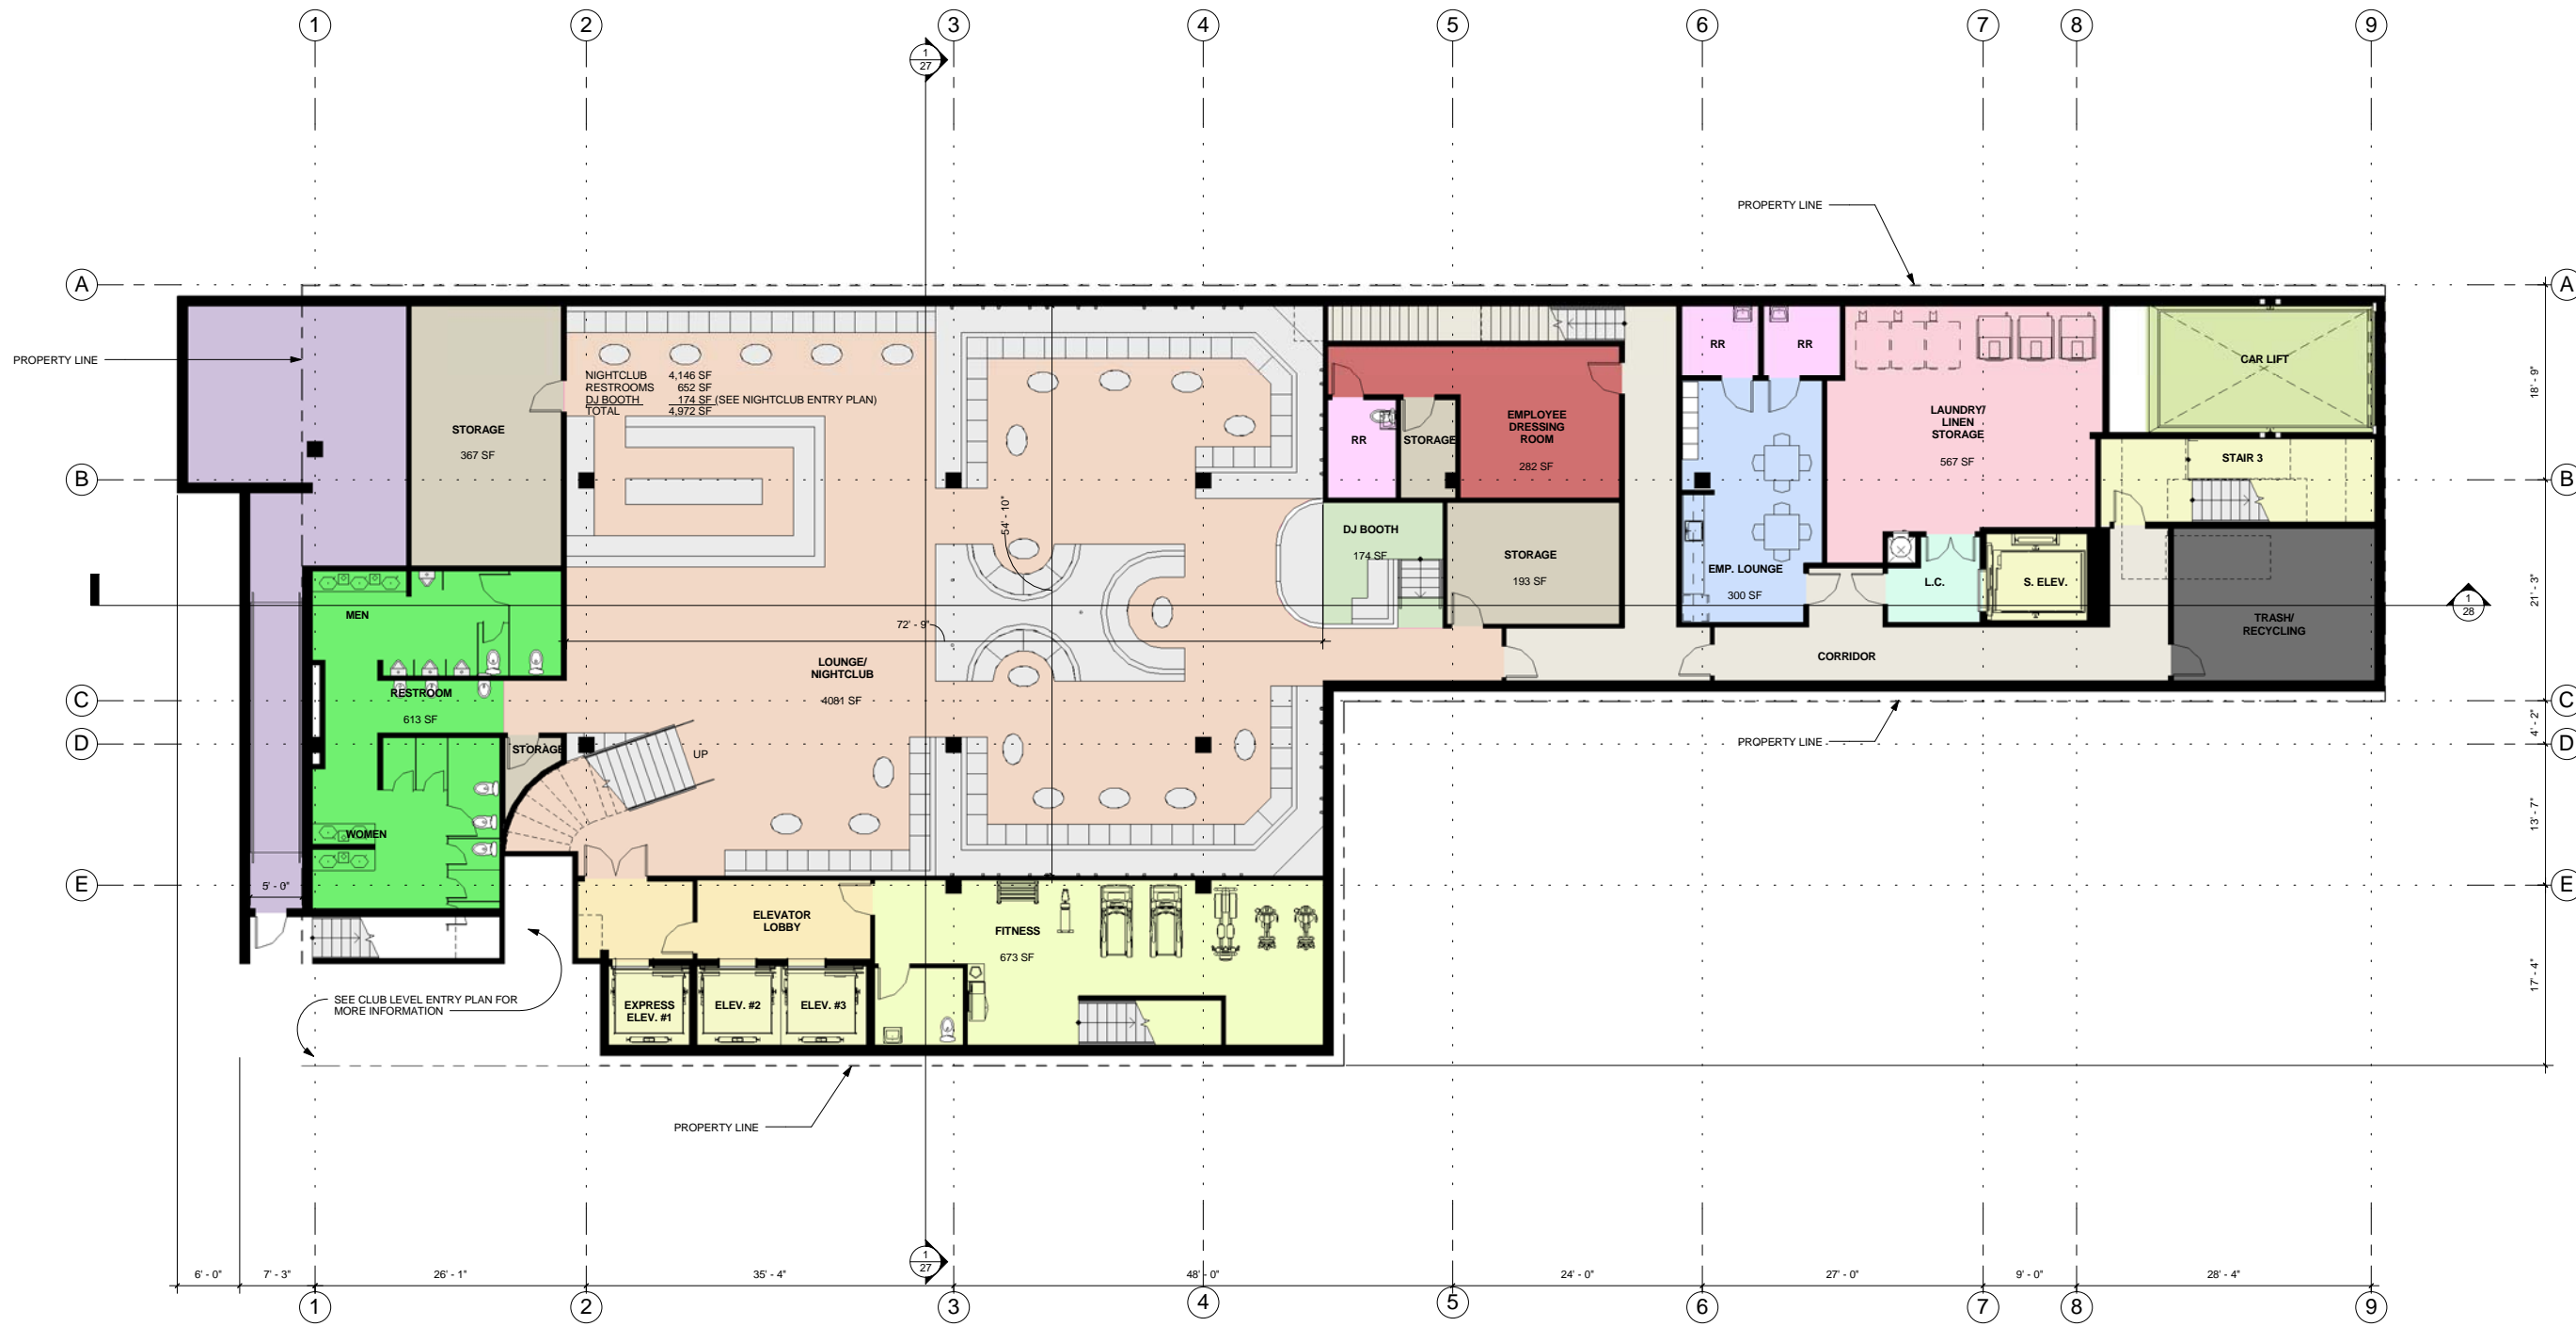 1
2
3
4
5
6
7
8
9
1
27
PROPERTY LINE
A
A
PROPERTY LINE
CAR LIFT
18' - 9"
NIGHTCLUB 4,146 SF
RESTROOMS 652 SF
DJ BOOTH 174 SF (SEE NIGHTCLUB ENTRY PLAN)
TOTAL 4,972 SF
RR
RR
STORAGE
367 SF
RR
STORAGE
EMPLOYEE
DRESSING
ROOM
282 SF
LAUNDRY/
LINEN
STORAGE
567 SF
STAIR 3
B
B
54' - 10"
DJ BOOTH
174 SF
STORAGE
193 SF
EMP. LOUNGE
300 SF
L.C.
S. ELEV.
21' - 3"
1
28
MEN
72' - 9"
TRASH/
RECYCLING
LOUNGE/
NIGHTCLUB
4081 SF
CORRIDOR
RESTROOM
613 SF
C
C
4' - 2"
STORAGE
UP
PROPERTY LINE
D
D
WOMEN
13' - 7"
5' - 0"
E
E
ELEVATOR
LOBBY
FITNESS
673 SF
17' - 4"
SEE CLUB LEVEL ENTRY PLAN FOR
MORE INFORMATION
EXPRESS
ELEV. #1
ELEV. #2
ELEV. #3
PROPERTY LINE
1
27
6' - 0"
7' - 3"
26' - 1"
35' - 4"
48' - 0"
24' - 0"
27' - 0"
9' - 0"
28' - 4"
1
2
3
4
5
6
7
8
9